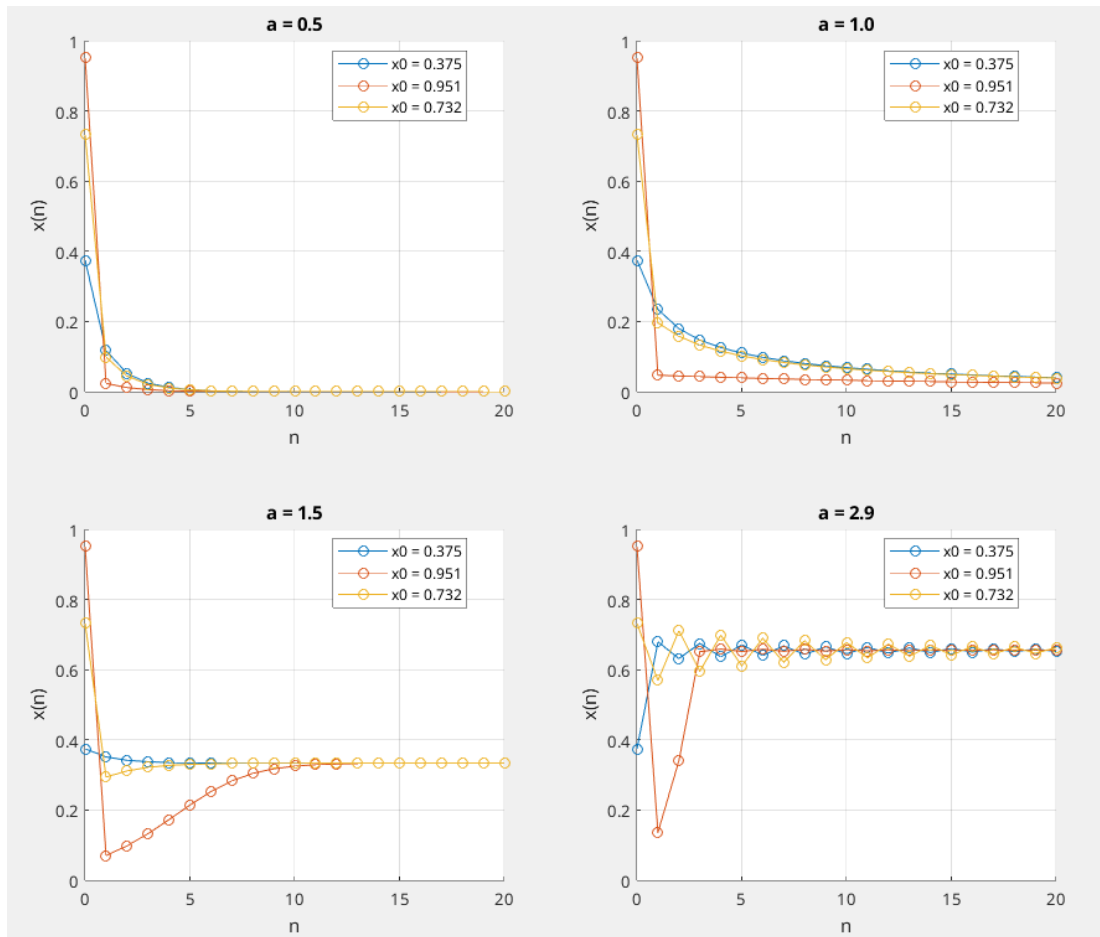 a = 0.5
x(n)
1
0.8
0.6
0.4
0.2
0
0 5 10 15 20
n
x0 = 0.375
x0 = 0.951
x0 = 0.732
a = 1.0
x(n)
1
0.8
0.6
0.4
0.2
0
0 5 10 15 20
n
x0 = 0.375
x0 = 0.951
x0 = 0.732
a = 1.5
x(n)
1
0.8
0.6
0.4
0.2
0
0 5 10 15 20
n
x0 = 0.375
x0 = 0.951
x0 = 0.732
a = 2.9
x(n)
1
0.8
0.6
0.4
0.2
0
0 5 10 15 20
n
x0 = 0.375
x0 = 0.951
x0 = 0.732